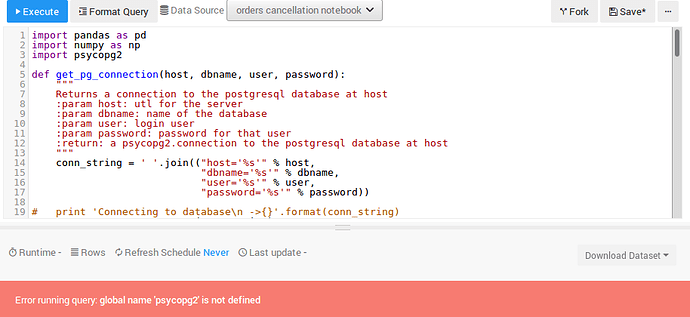 Execute Format Query Data Source orders cancellation notebook Fork Save* ...
1 import pandas as pd
2 import numpy as np
3 import psycopg2
4
5 def get_pg_connection(host, dbname, user, password):
6     """
7     Returns a connection to the postgresql database at host
8     :param host: utl for the server
9     :param dbname: name of the database
10     :param user: login user
11     :param password: password for that user
12     :return: a psycopg2.connection to the postgresql database at host
13     """
14     conn_string = ' '.join(("host='%s'" % host,
15                             "dbname='%s'" % dbname,
16                             "user='%s'" % user,
17                             "password='%s'" % password))
18
19 #   print 'Connecting to database\n ->{}'.format(conn_string)
Runtime - Rows Refresh Schedule Never Last update - Download Dataset
Error running query: global name 'psycopg2' is not defined